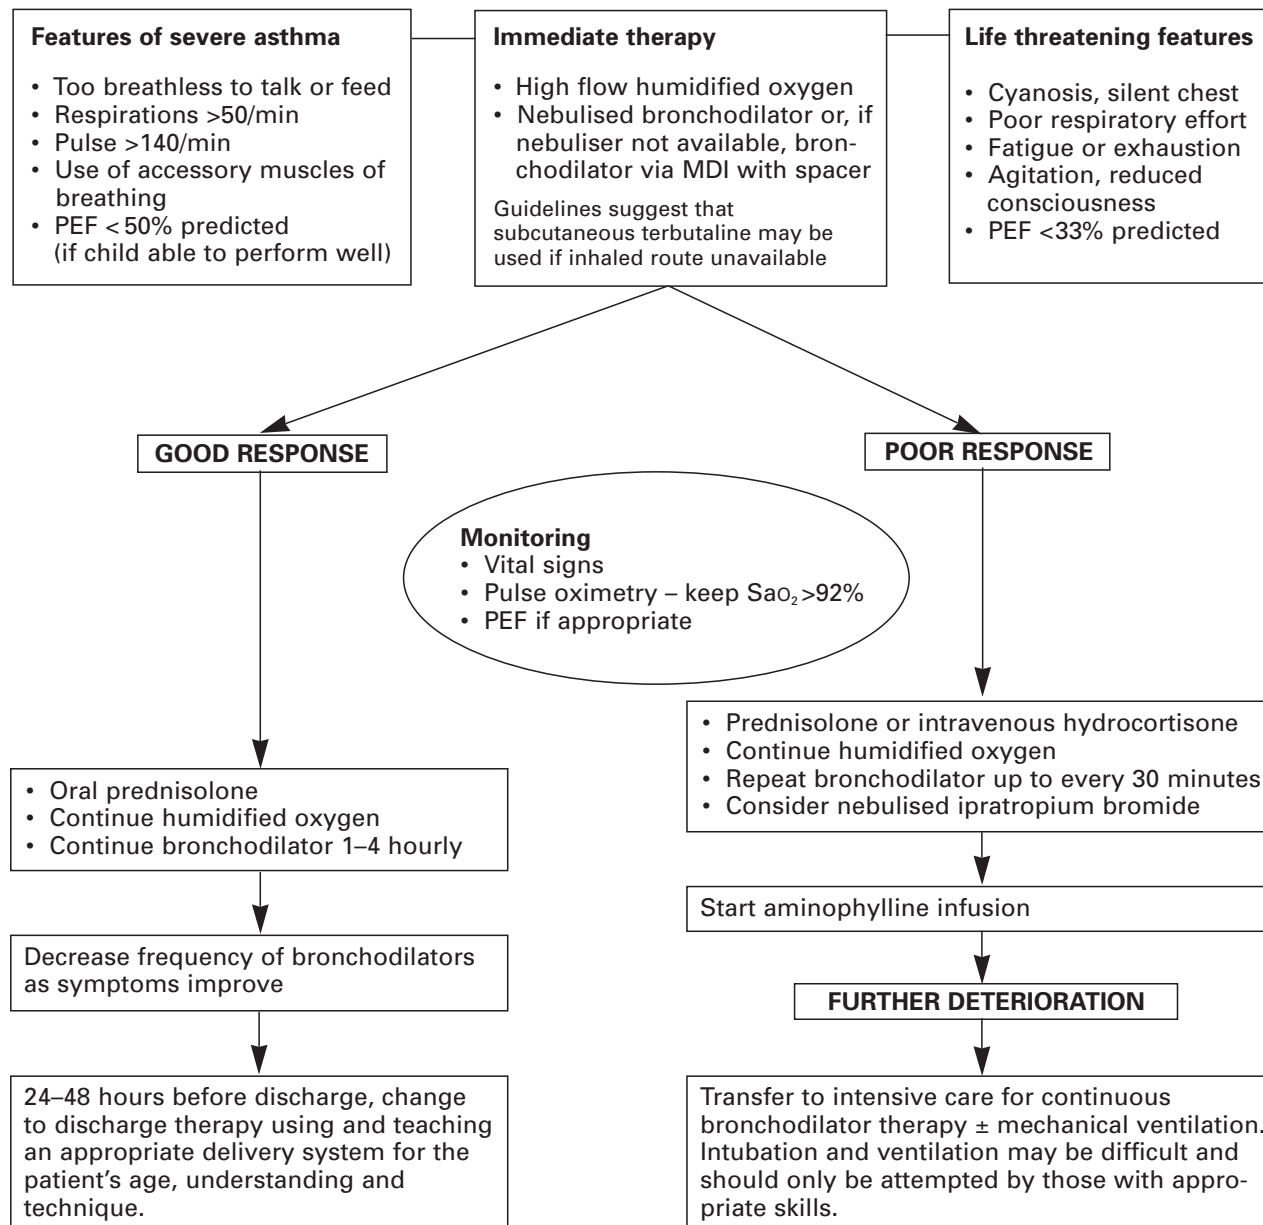 Features of severe asthma
• Too breathless to talk or feed
• Respirations >50/min
• Pulse >140/min
• Use of accessory muscles of
breathing
• PEF <50% predicted
(if child able to perform well)
Immediate therapy
• High flow humidified oxygen
• Nebulised bronchodilator or, if
nebuliser not available, bron-
chodilator via MDI with spacer
Guidelines suggest that
subcutaneous terbutaline may be
used if inhaled route unavailable
Life threatening features
• Cyanosis, silent chest
• Poor respiratory effort
• Fatigue or exhaustion
• Agitation, reduced
consciousness
• PEF <33% predicted
GOOD RESPONSE
POOR RESPONSE
Monitoring
• Vital signs
• Pulse oximetry – keep SaO₂ >92%
• PEF if appropriate
• Oral prednisolone
• Continue humidified oxygen
• Continue bronchodilator 1–4 hourly
Decrease frequency of bronchodilators
as symptoms improve
24–48 hours before discharge, change
to discharge therapy using and teaching
an appropriate delivery system for the
patient's age, understanding and
technique.
• Prednisolone or intravenous hydrocortisone
• Continue humidified oxygen
• Repeat bronchodilator up to every 30 minutes
• Consider nebulised ipratropium bromide
Start aminophylline infusion
FURTHER DETERIORATION
Transfer to intensive care for continuous
bronchodilator therapy ± mechanical ventilation.
Intubation and ventilation may be difficult and
should only be attempted by those with appro-
priate skills.